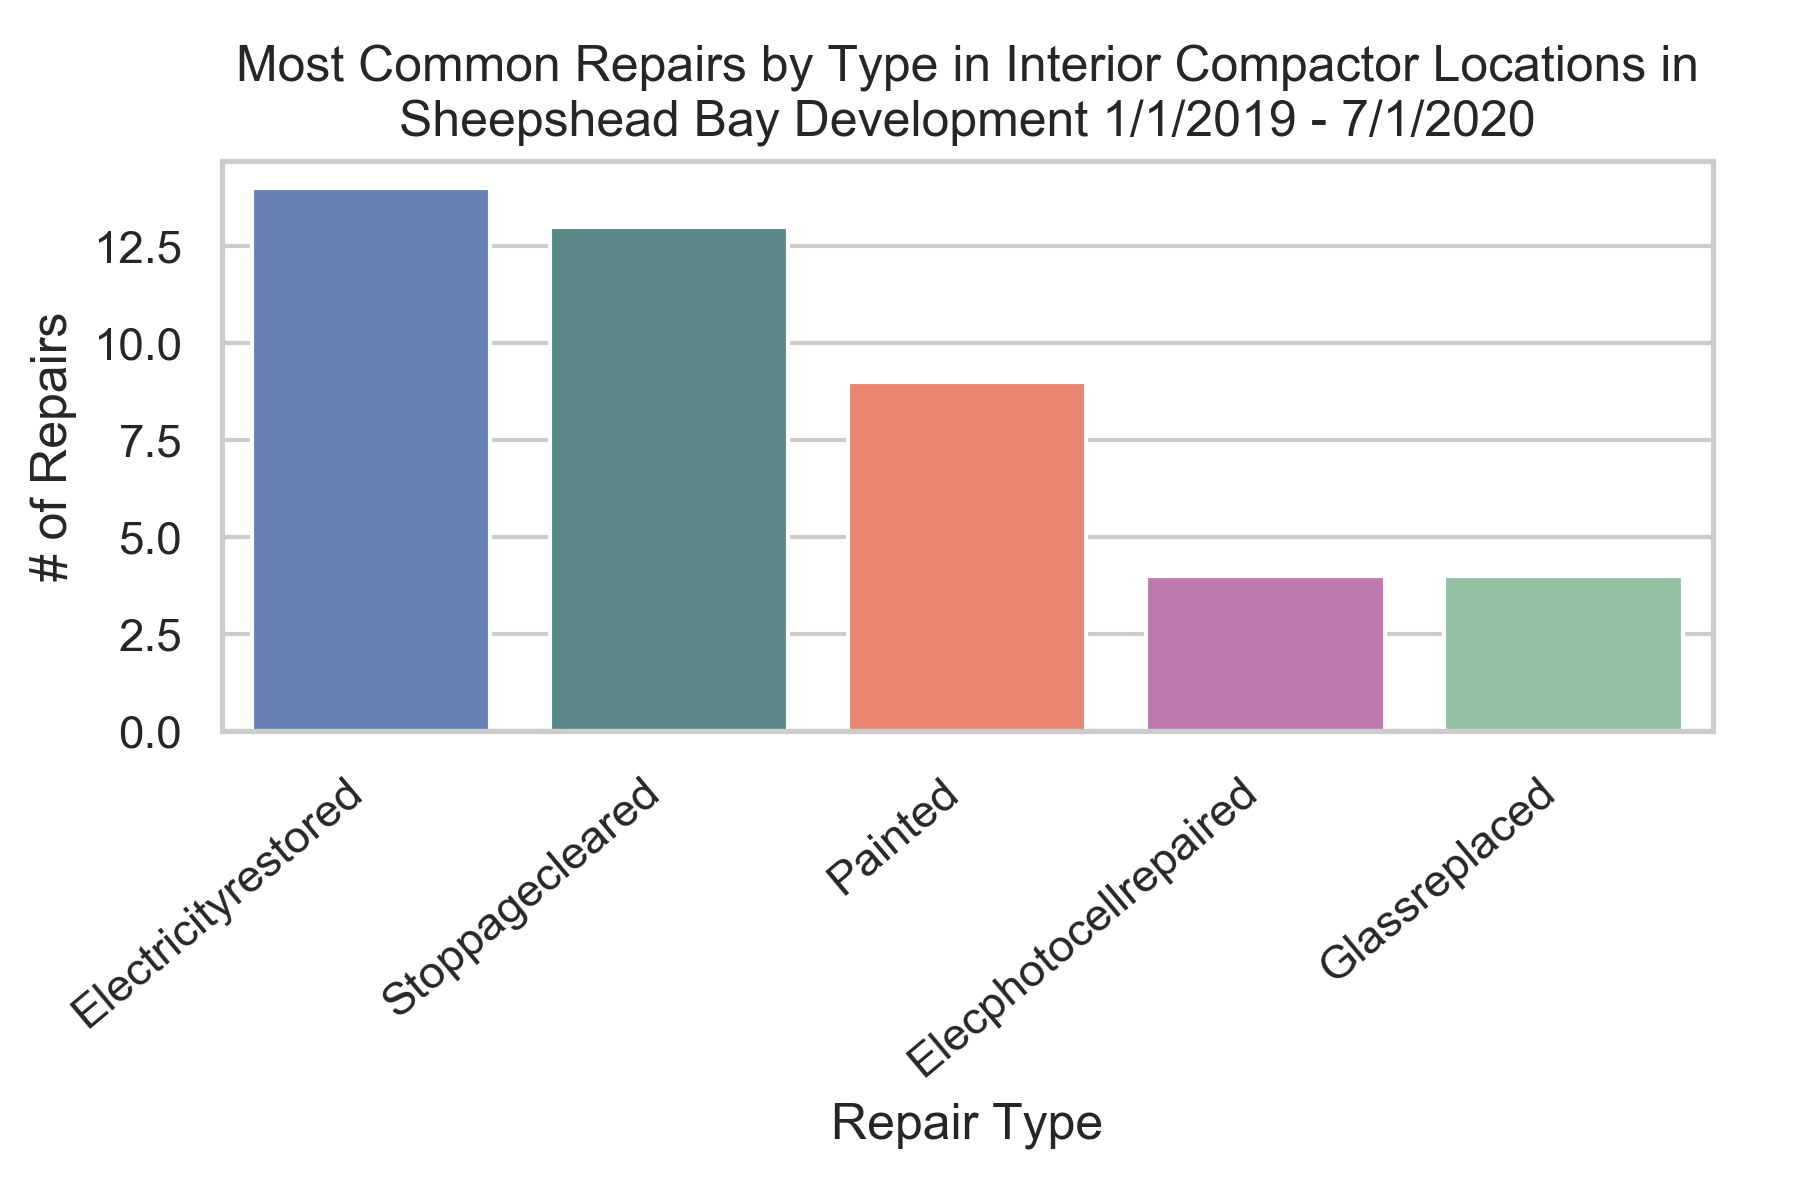 Most Common Repairs by Type in Interior Compactor Locations in
Sheepshead Bay Development 1/1/2019 - 7/1/2020
# of Repairs
12.5
10.0
7.5
5.0
2.5
0.0
Electricityrestored
Stoppagecleared
Painted
Elecphotocellrepaired
Glassreplaced
Repair Type